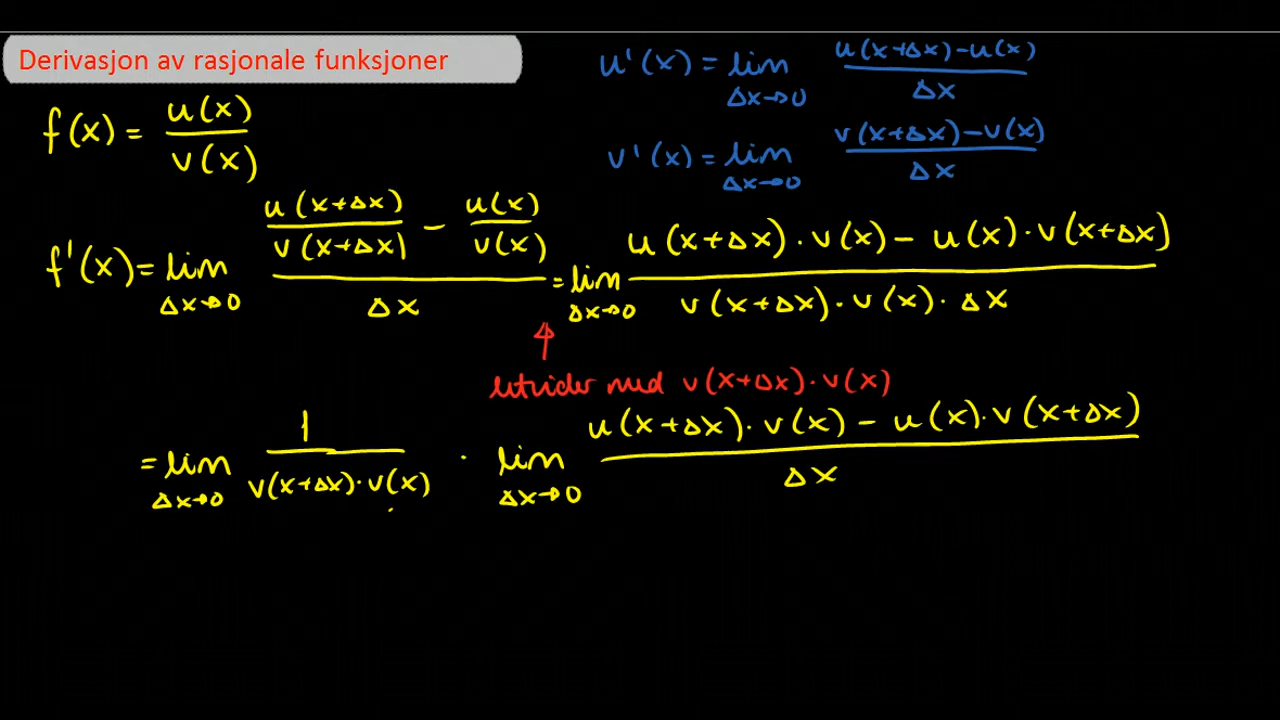 Derivasjon av rasjonale funksjoner
u'(x) = lim Δx→0 (u(x+Δx)-u(x))/Δx
f(x) = u(x)/v(x)
v'(x) = lim Δx→0 (v(x+Δx)-v(x))/Δx
f'(x) = lim Δx→0 (u(x+Δx)/v(x+Δx) - u(x)/v(x))/Δx = lim Δx→0 (u(x+Δx)·v(x) - u(x)·v(x+Δx))/(v(x+Δx)·v(x)·Δx)
utvider med v(x+Δx)·v(x)
= lim Δx→0 1/(v(x+Δx)·v(x)) · lim Δx→0 (u(x+Δx)·v(x) - u(x)·v(x+Δx))/Δx